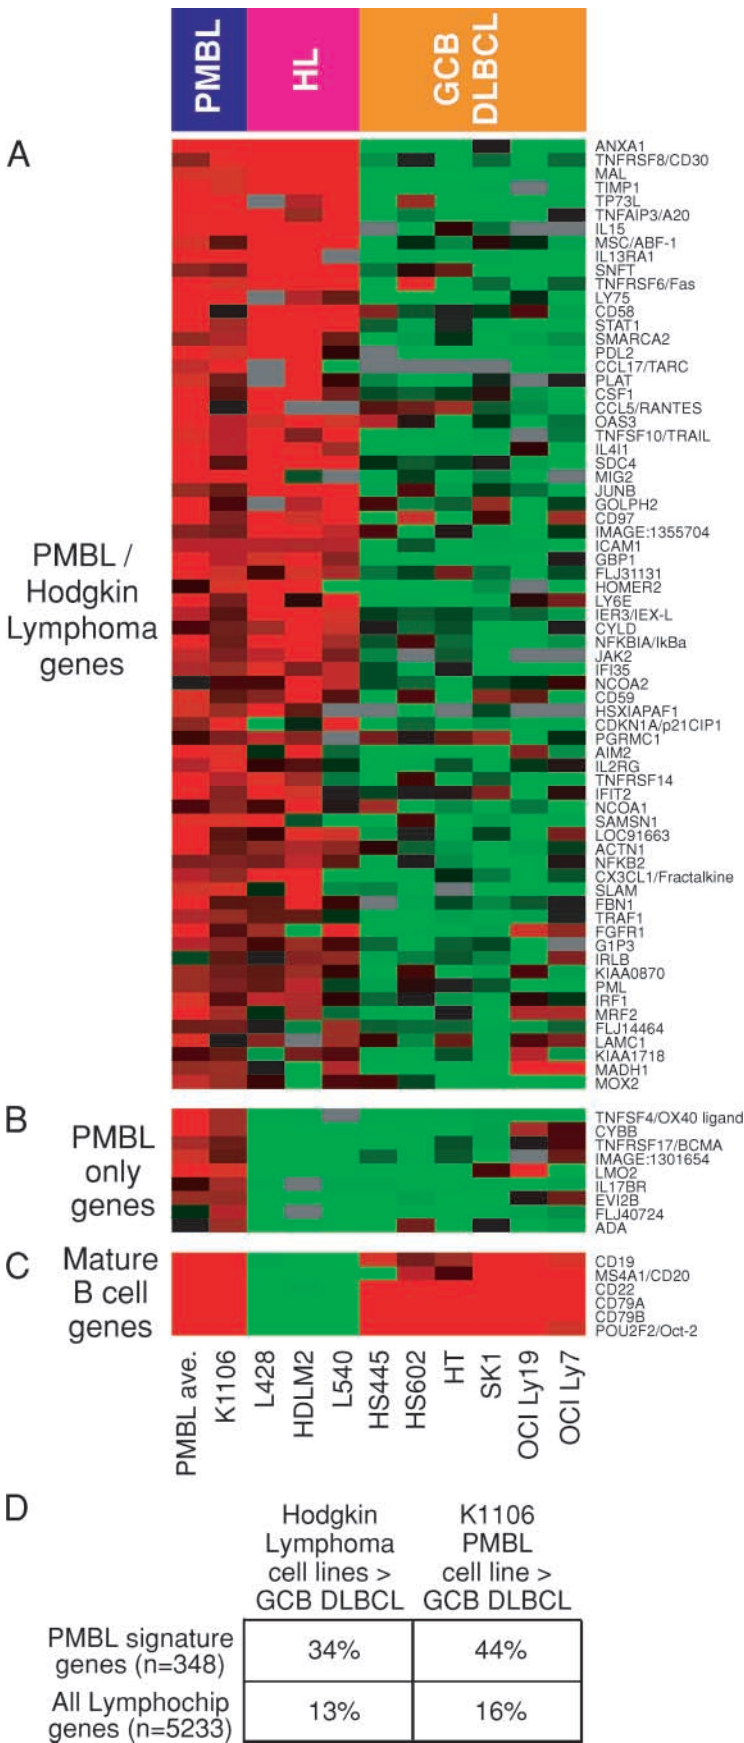 PMBL
HL
GCB
DLBCL
A
PMBL /
Hodgkin
Lymphoma
genes
ANXA1
TNFRSF8/CD30
MAL
TIMP1
TP73L
TNFAIP3/A20
IL15
MSC/ABF-1
IL13RA1
SNFT
TNFRSF6/Fas
LY75
CD58
STAT1
SMARCA2
PDL2
CCL17/TARC
PLAT
CSF1
CCL5/RANTES
OAS3
TNFSF10/TRAIL
IL4I1
SDC4
MIG2
JUNB
GOLPH2
CD97
IMAGE:1355704
ICAM1
GBP1
FLJ31131
HOMER2
LY6E
IER3/IEX-L
CYLD
NFKBIA/IkBa
JAK2
IFI35
NCOA2
CD59
HSXIAPAF1
CDKN1A/p21CIP1
PGRMC1
AIM2
IL2RG
TNFRSF14
IFIT2
NCOA1
SAMSN1
LOC91663
ACTN1
NFKB2
CX3CL1/Fractalkine
SLAM
FBN1
TRAF1
FGFR1
G1P3
IRLB
KIAA0870
PML
IRF1
MRF2
FLJ14464
LAMC1
KIAA1718
MADH1
MOX2
B
PMBL
only
genes
TNFSF4/OX40 ligand
CYBB
TNFRSF17/BCMA
IMAGE:1301654
LMO2
IL17BR
EVI2B
FLJ40724
ADA
C
Mature
B cell
genes
CD19
MS4A1/CD20
CD22
CD79A
CD79B
POU2F2/Oct-2
PMBL ave.
K1106
L428
HDLM2
L540
HS445
HS602
HT
SK1
OCI Ly19
OCI Ly7
D
Hodgkin
Lymphoma
cell lines >
GCB DLBCL
K1106
PMBL
cell line >
GCB DLBCL
PMBL signature
genes (n=348)
34%
44%
All Lymphochip
genes (n=5233)
13%
16%